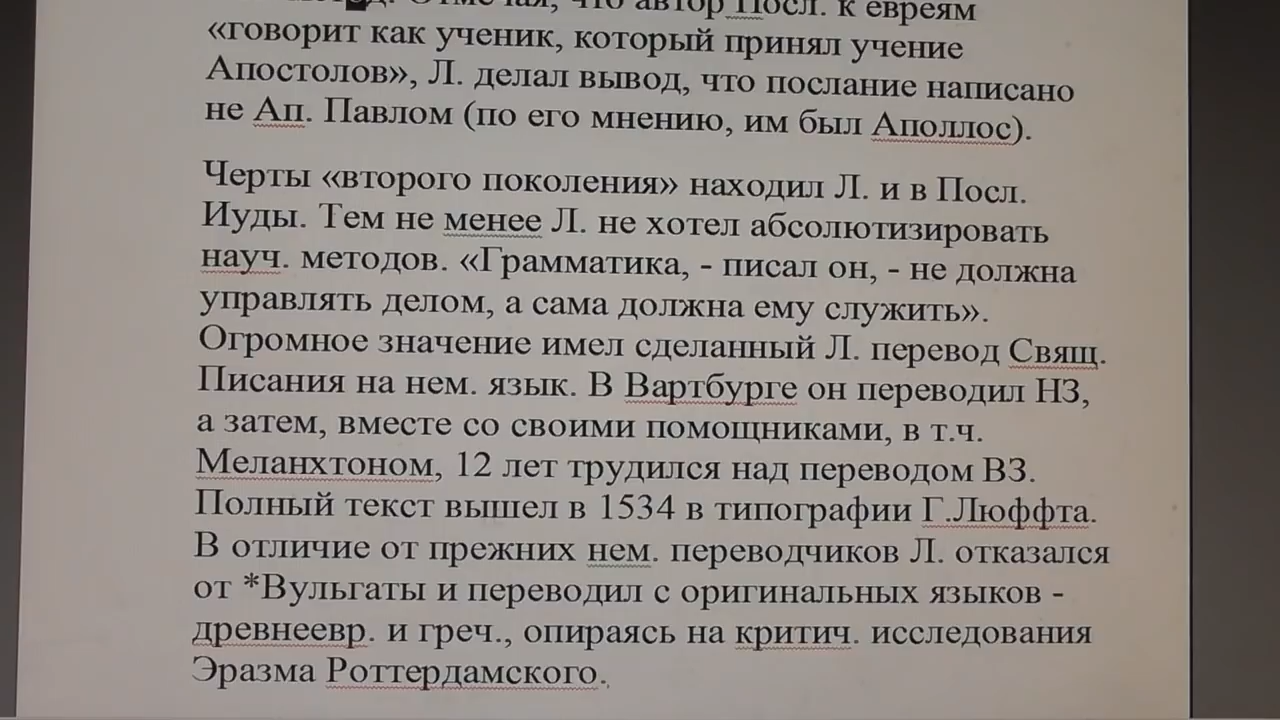 Отмечая, что автор Посл. к евреям
«говорит как ученик, который принял учение
Апостолов», Л. делал вывод, что послание написано
не Ап. Павлом (по его мнению, им был Аполлос).
Черты «второго поколения» находил Л. и в Посл.
Иуды. Тем не менее Л. не хотел абсолютизировать
науч. методов. «Грамматика, - писал он, - не должна
управлять делом, а сама должна ему служить».
Огромное значение имел сделанный Л. перевод Свящ.
Писания на нем. язык. В Вартбурге он переводил НЗ,
а затем, вместе со своими помощниками, в т.ч.
Меланхтоном, 12 лет трудился над переводом ВЗ.
Полный текст вышел в 1534 в типографии Г.Люффта.
В отличие от прежних нем. переводчиков Л. отказался
от *Вульгаты и переводил с оригинальных языков -
древнеевр. и греч., опираясь на критич. исследования
Эразма Роттердамского.